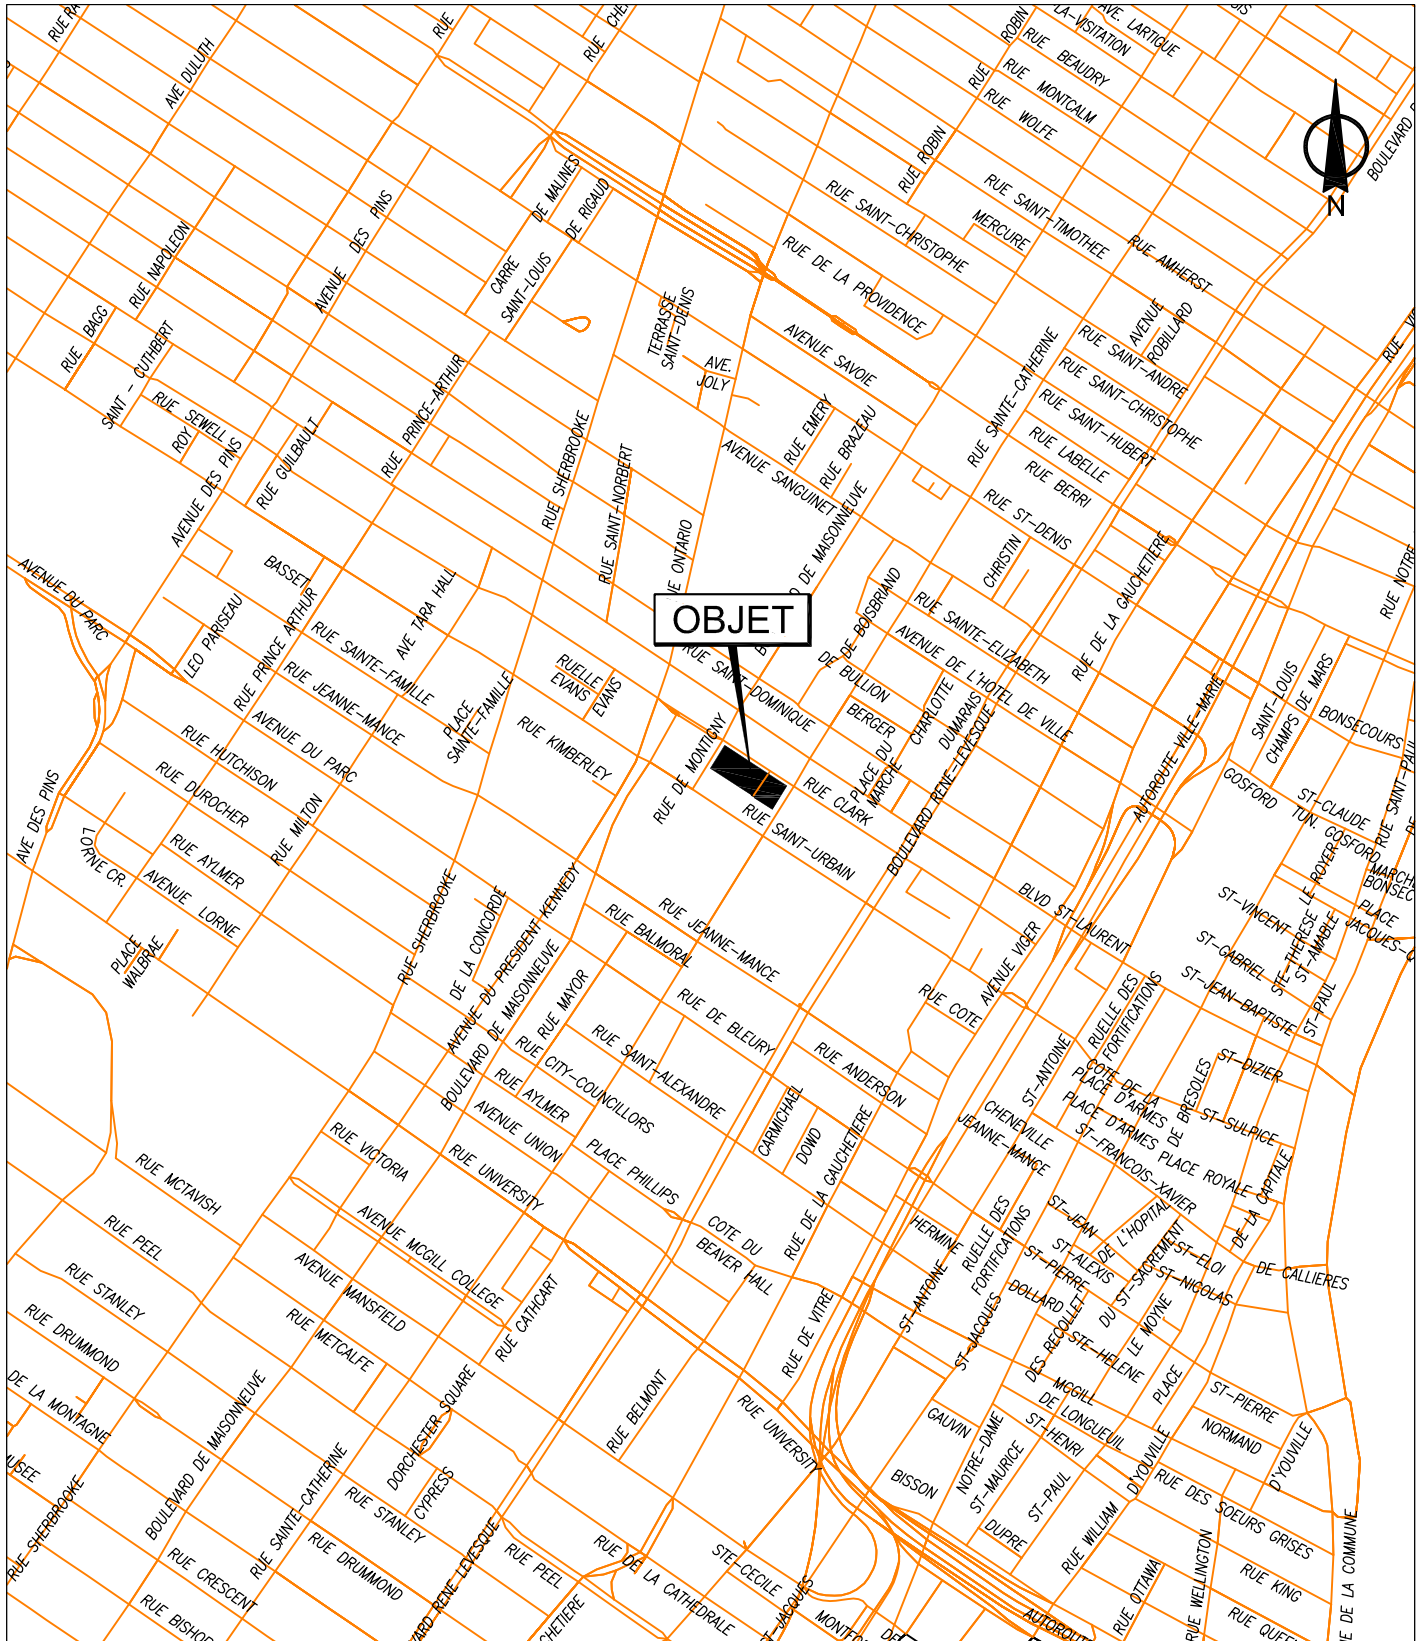 AVE DULUTH
RUE
RUE ROBIN
LA-VISITATION
AVE. LARTIGUE
RUE BEAUDRY
RUE MONTCALM
RUE WOLFE
RUE ROBIN
N
RUE SAINT-CHRISTOPHE
MERCURE
RUE SAINT-TIMOTHEE
RUE AMHERST
DE MALINES
DE RIGAUD
CARRE
SAINT-LOUIS
AVENUE DES PINS
RUE NAPOLEON
RUE BAGG
SAINT - CUTHBERT
RUE DE LA PROVIDENCE
TERRASSE
SAINT-DENIS
AVE.
JOLY
AVENUE SAVOIE
AVENUE
ROBILLARD
RUE SAINT-ANDRE
RUE SAINT-CHRISTOPHE
RUE SAINT-HUBERT
RUE LABELLE
RUE BERRI
RUE ST-DENIS
RUE SAINTE-CATHERINE
RUE SEWELL
ROY
AVENUE DES PINS
RUE GUILBAULT
RUE PRINCE-ARTHUR
RUE SHERBROOKE
RUE SAINT-NORBERT
RUE EMERY
RUE BRAZEAU
AVENUE SANGUINET
CHRISTIN
RUE DE LA GAUCHETIERE
AVENUE DU PARC
BASSET
LEO PARISEAU
RUE PRINCE ARTHUR
AVE TARA HALL
RUE SAINTE-FAMILLE
RUE JEANNE-MANCE
PLACE
SAINTE-FAMILLE
OBJET
DE BOISBRIAND
RUE SAINTE-ELIZABETH
AVENUE DE L'HOTEL DE VILLE
DE BULLION
BERGER
CHARLOTTE
DUMARAIS
RUE SAINT-DOMINIQUE
RUELLE
EVANS
EVANS
RUE KIMBERLEY
RUE DE MONTIGNY
RUE CLARK
PLACE DU
MARCHE
BOULEVARD RENE-LEVESQUE
AUTOROUTE VILLE-MARIE
SAINT-LOUIS
CHAMPS DE MARS
BONSECOURS
GOSFORD
ST-CLAUDE
TUN. GOSFORD
AVENUE DU PARC
RUE HUTCHISON
RUE DUROCHER
RUE MILTON
RUE AYLMER
LORNE CR.
AVE DES PINS
AVENUE LORNE
PLACE
WALBRAE
RUE SAINT-URBAIN
BLVD ST-LAURENT
AVENUE VIGER
LE ROYER
STE-THERESE
ST-AMABLE
ST-VINCENT
ST-GABRIEL
ST-JEAN-BAPTISTE
ST-PAUL
RUE SHERBROOKE
DE LA CONCORDE
AVENUE DU PRESIDENT KENNEDY
BOULEVARD DE MAISONNEUVE
RUE BALMORAL
RUE JEANNE-MANCE
RUE MAYOR
RUE DE BLEURY
RUE COTE
RUE SAINT-ALEXANDRE
RUE CITY-COUNCILLORS
RUE AYLMER
AVENUE UNION
RUE ANDERSON
RUELLE DES
FORTIFICATIONS
ST-ANTOINE
COTE DE LA
PLACE D'ARMES
PLACE D'ARMES
PLACE ROYALE
DE BRESOLES
ST-DIZIER
ST-SULPICE
ST-FRANCOIS-XAVIER
CHENEVILLE
JEANNE-MANCE
CARMICHAEL
DOWD
RUE DE LA GAUCHETIERE
PLACE PHILLIPS
RUE UNIVERSITY
RUE VICTORIA
RUE MCTAVISH
RUE PEEL
RUE STANLEY
RUE DRUMMOND
AVENUE MCGILL COLLEGE
AVENUE MANSFIELD
RUE METCALFE
RUE CATHCART
COTE DU
BEAVER HALL
HERMINE
RUELLE DES
FORTIFICATIONS
ST-JEAN
ST-ALEXIS
DE L'HOPITAL
DU ST-SACREMENT
ST-ELOI
ST-NICOLAS
DE LA CAPITALE
DE CALLIERES
ST-PIERRE
DOLLARD
STE-HELENE
DES RECOLLET
LE MOYNE
RUE DE VITRE
ST-ANTOINE
ST-JACQUES
DE LA MONTAGNE
RUE SHERBROOKE
BOULEVARD DE MAISONNEUVE
DORCHESTER SQUARE
CYPRESS
RUE SAINTE-CATHERINE
RUE BELMONT
RUE UNIVERSITY
MCGILL
DE LONGUEUIL
ST-HENRI
GAUVIN
BISSON
NOTRE-DAME
ST-MAURICE
ST-PAUL
DUPRE
PLACE
D'YOUVILLE
ST-PIERRE
NORMAND
D'YOUVILLE
RUE DES SOEURS GRISES
RUE WILLIAM
RUE OTTAWA
RUE WELLINGTON
RUE KING
RUE STANLEY
RUE DRUMMOND
RUE CRESCENT
RUE PEEL
RUE DE LA CATHEDRALE
STE-CECILE